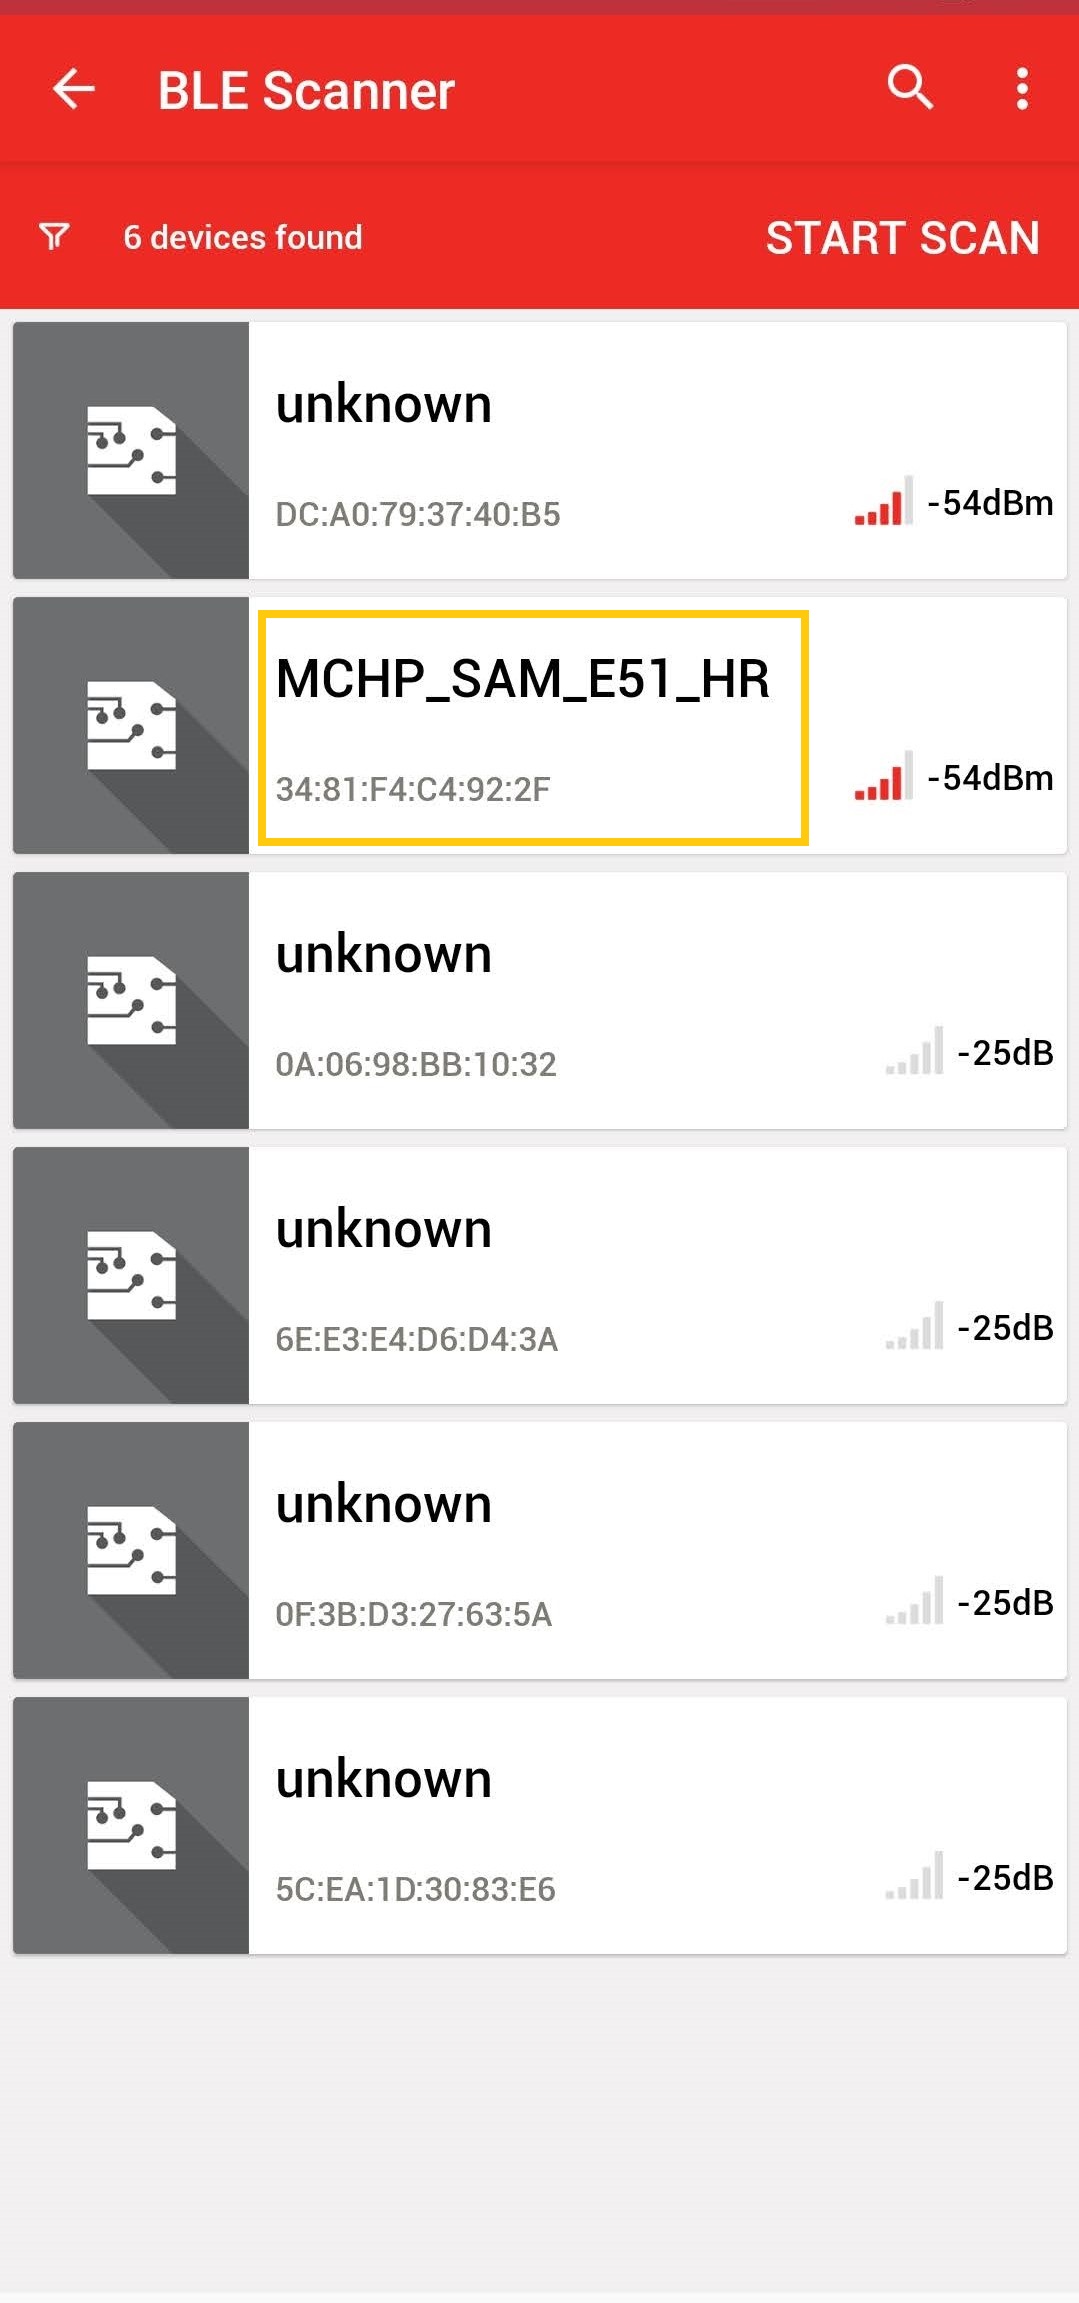 BLE Scanner
6 devices found
START SCAN
unknown
DC:A0:79:37:40:B5
-54dBm
MCHP_SAM_E51_HR
34:81:F4:C4:92:2F
-54dBm
unknown
0A:06:98:BB:10:32
-25dB
unknown
6E:E3:E4:D6:D4:3A
-25dB
unknown
0F:3B:D3:27:63:5A
-25dB
unknown
5C:EA:1D:30:83:E6
-25dB